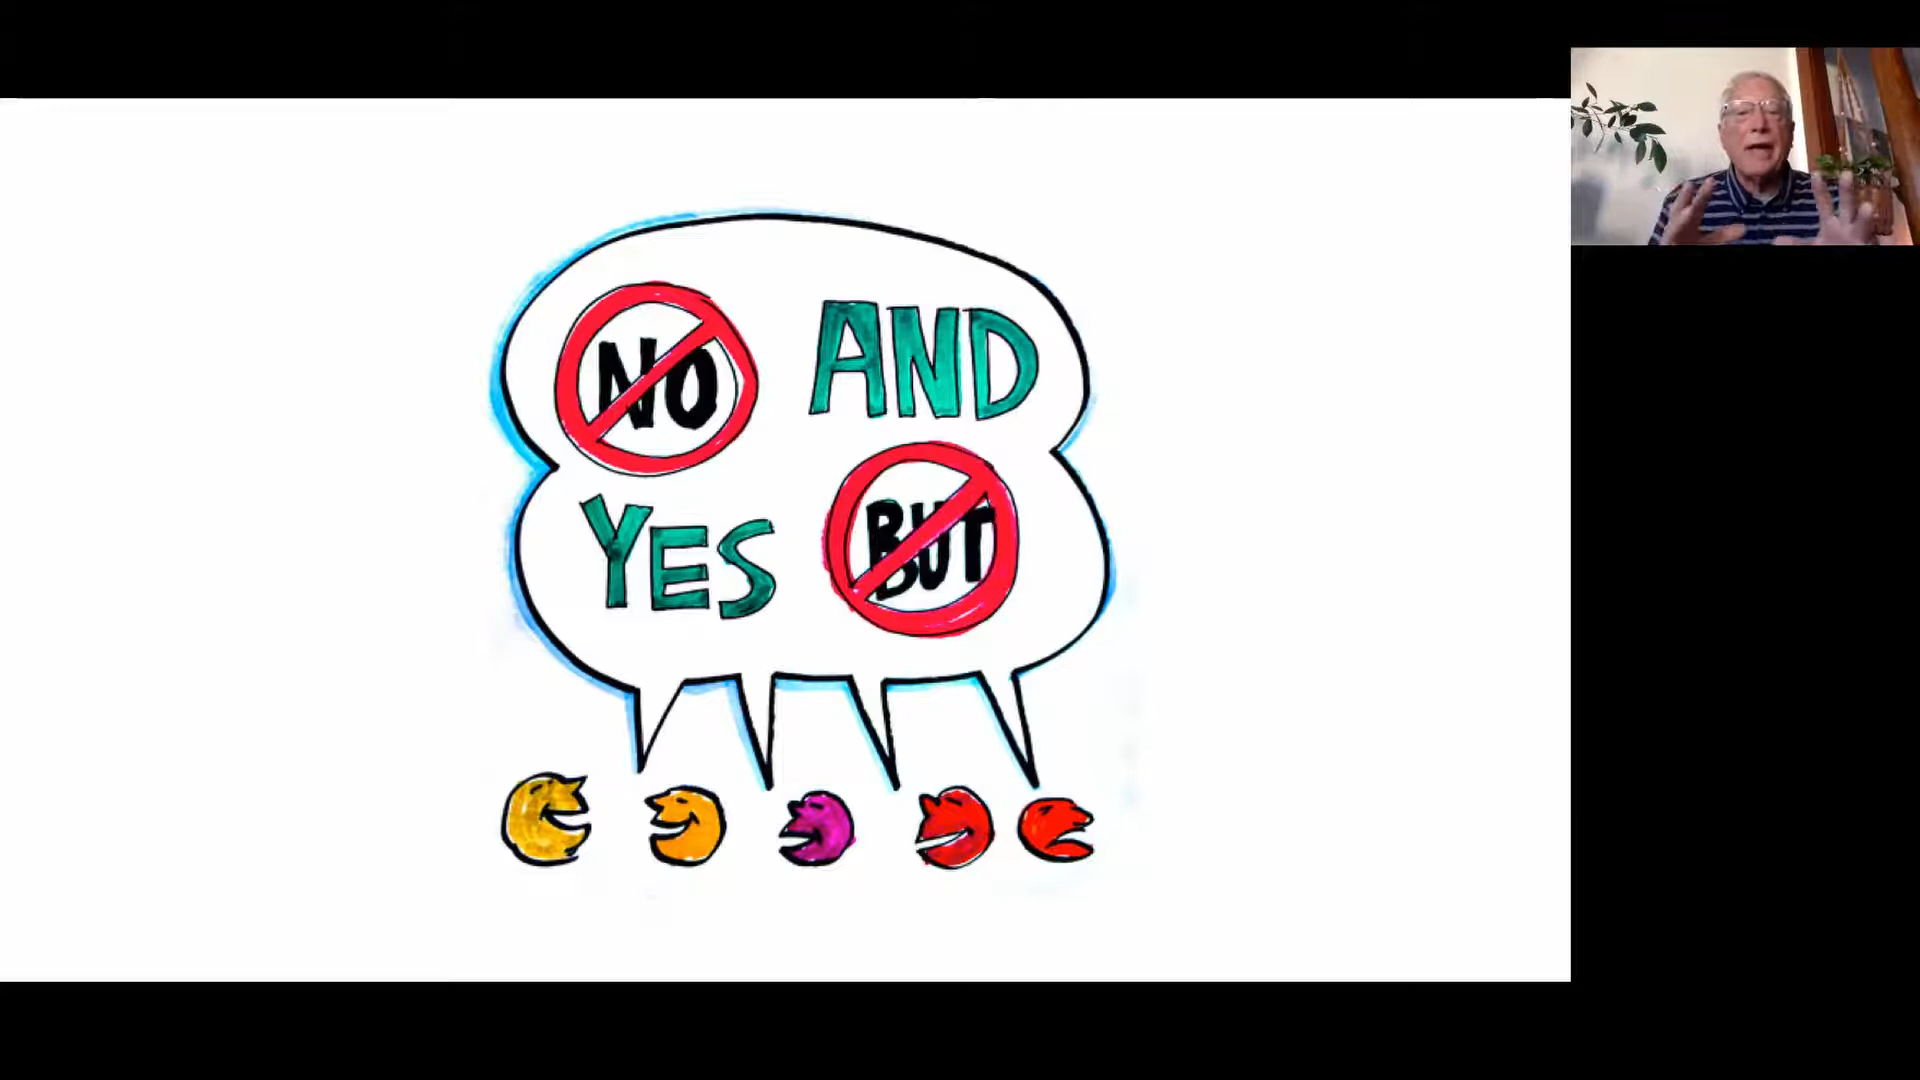 NO AND
YES BUT